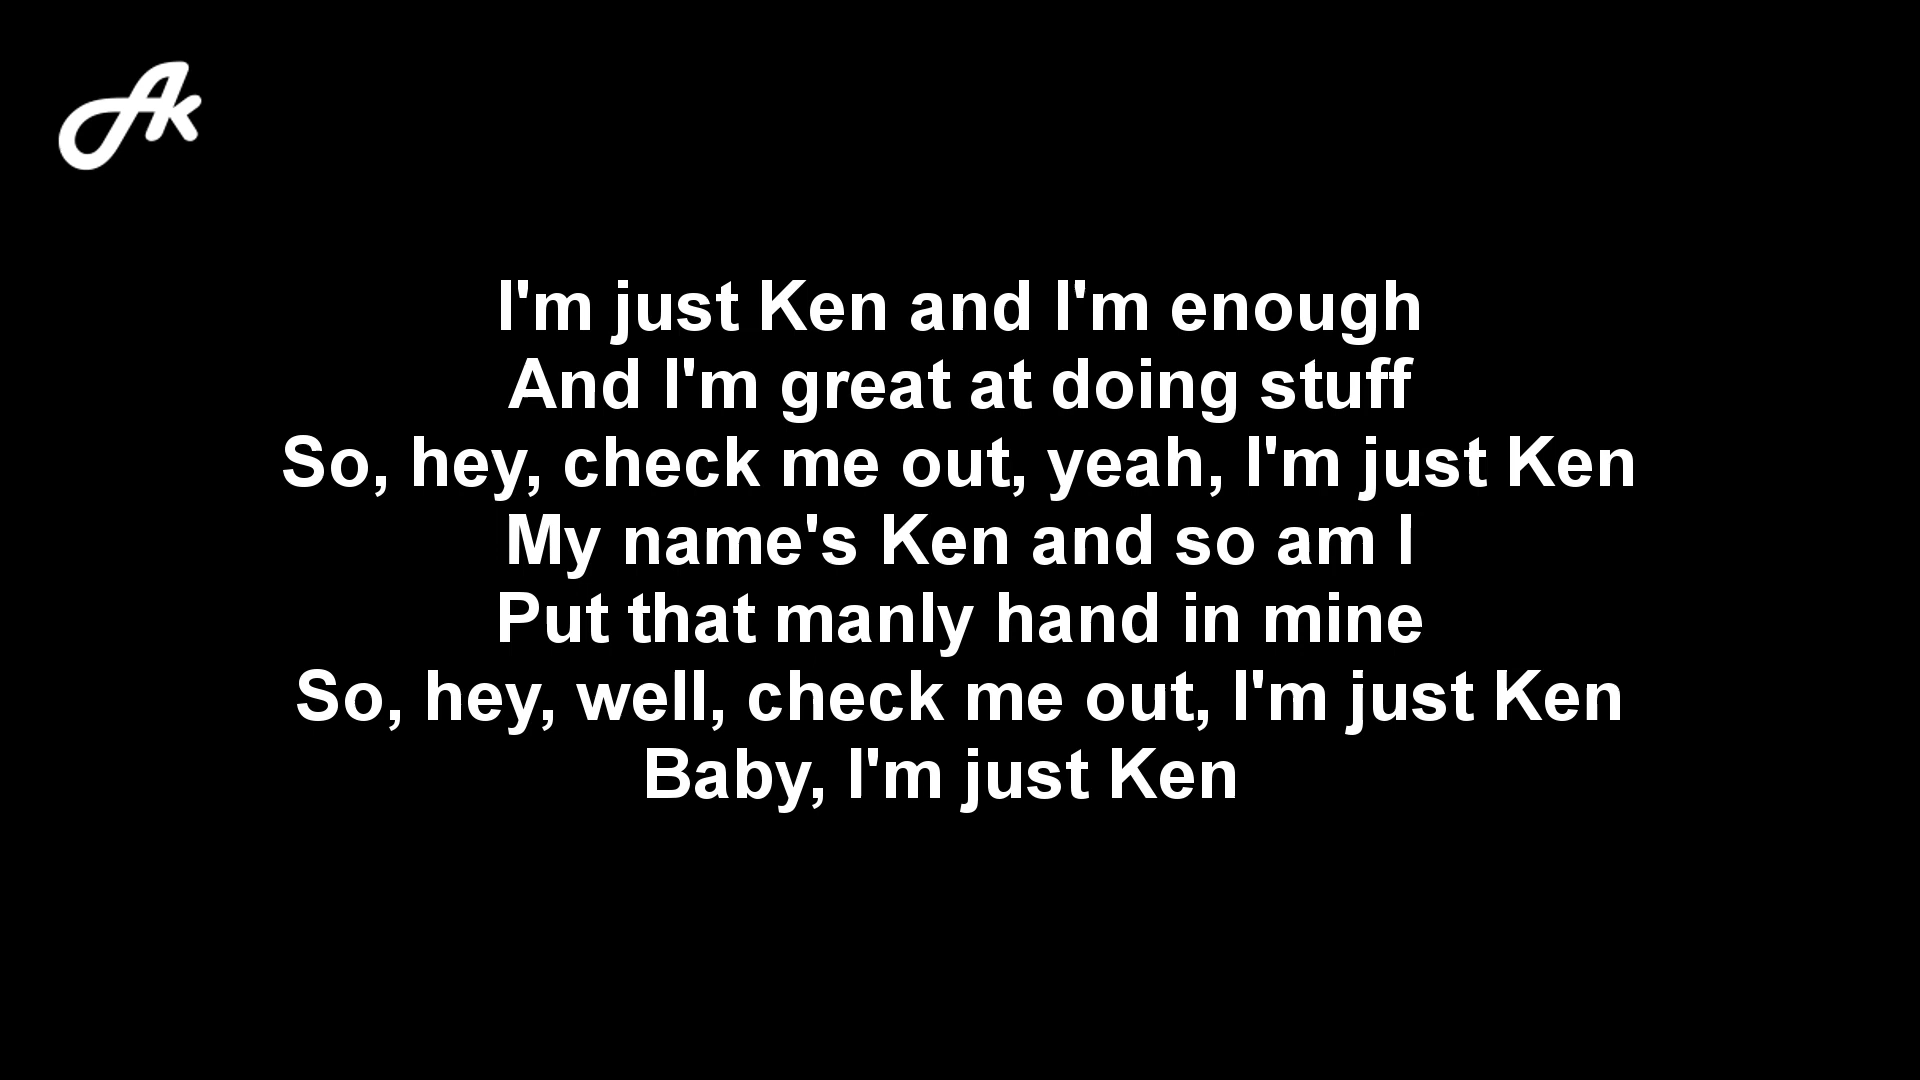 Ak
I'm just Ken and I'm enough
And I'm great at doing stuff
So, hey, check me out, yeah, I'm just Ken
My name's Ken and so am I
Put that manly hand in mine
So, hey, well, check me out, I'm just Ken
Baby, I'm just Ken